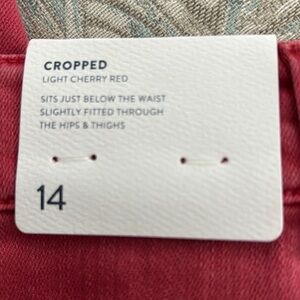 CROPPED
LIGHT CHERRY RED
SITS JUST BELOW THE WAIST
SLIGHTLY FITTED THROUGH
THE HIPS & THIGHS
14